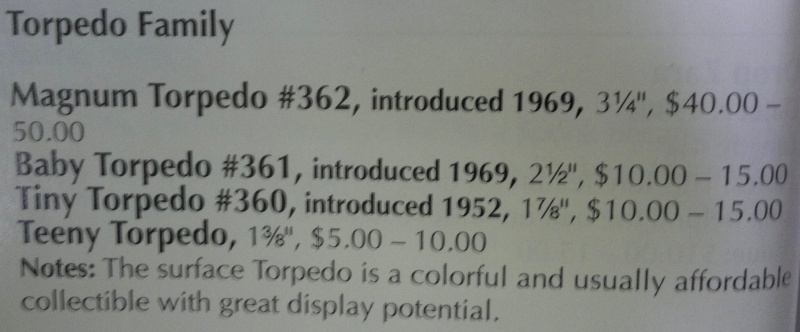 Torpedo Family
Magnum Torpedo #362, introduced 1969, 3¼", $40.00 –
50.00
Baby Torpedo #361, introduced 1969, 2½", $10.00 – 15.00
Tiny Torpedo #360, introduced 1952, 1⅞", $10.00 – 15.00
Teeny Torpedo, 1⅜", $5.00 – 10.00
Notes: The surface Torpedo is a colorful and usually affordable
collectible with great display potential.